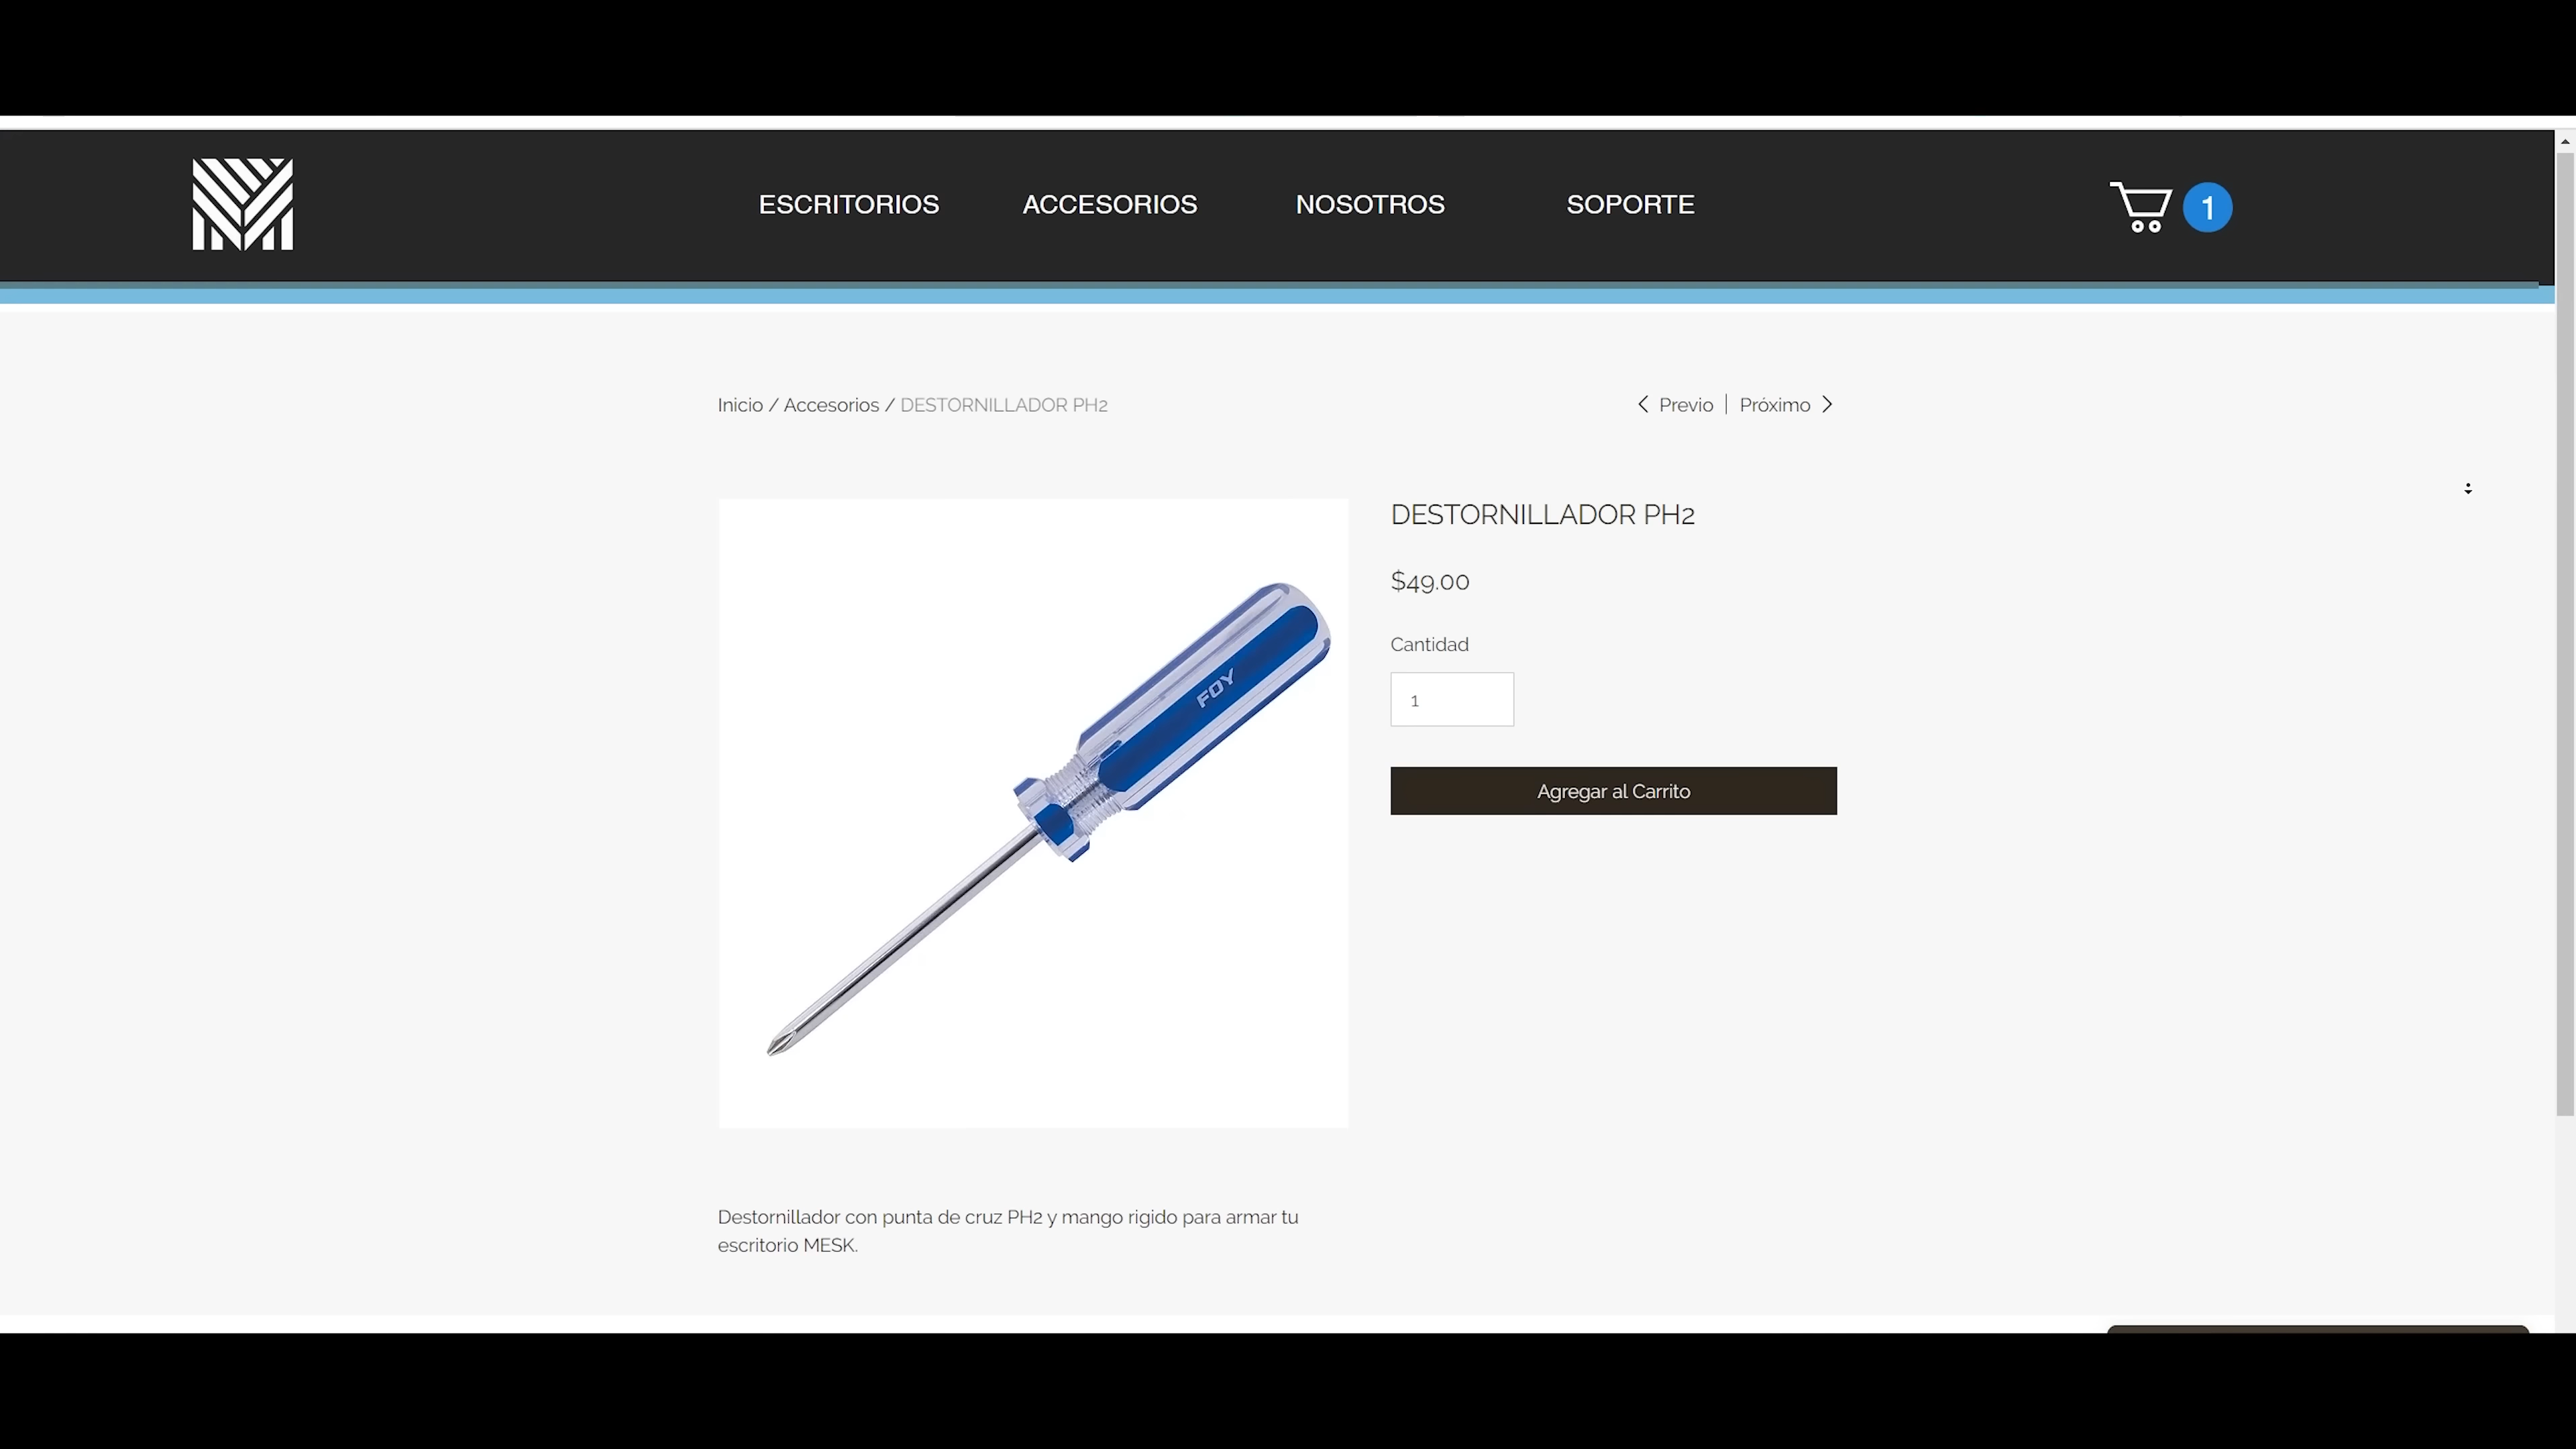 ESCRITORIOS ACCESORIOS NOSOTROS SOPORTE 1
Inicio / Accesorios / DESTORNILLADOR PH2
Previo | Próximo
DESTORNILLADOR PH2
$49.00
Cantidad
1
Agregar al Carrito
FOY
Destornillador con punta de cruz PH2 y mango rigido para armar tu
escritorio MESK.